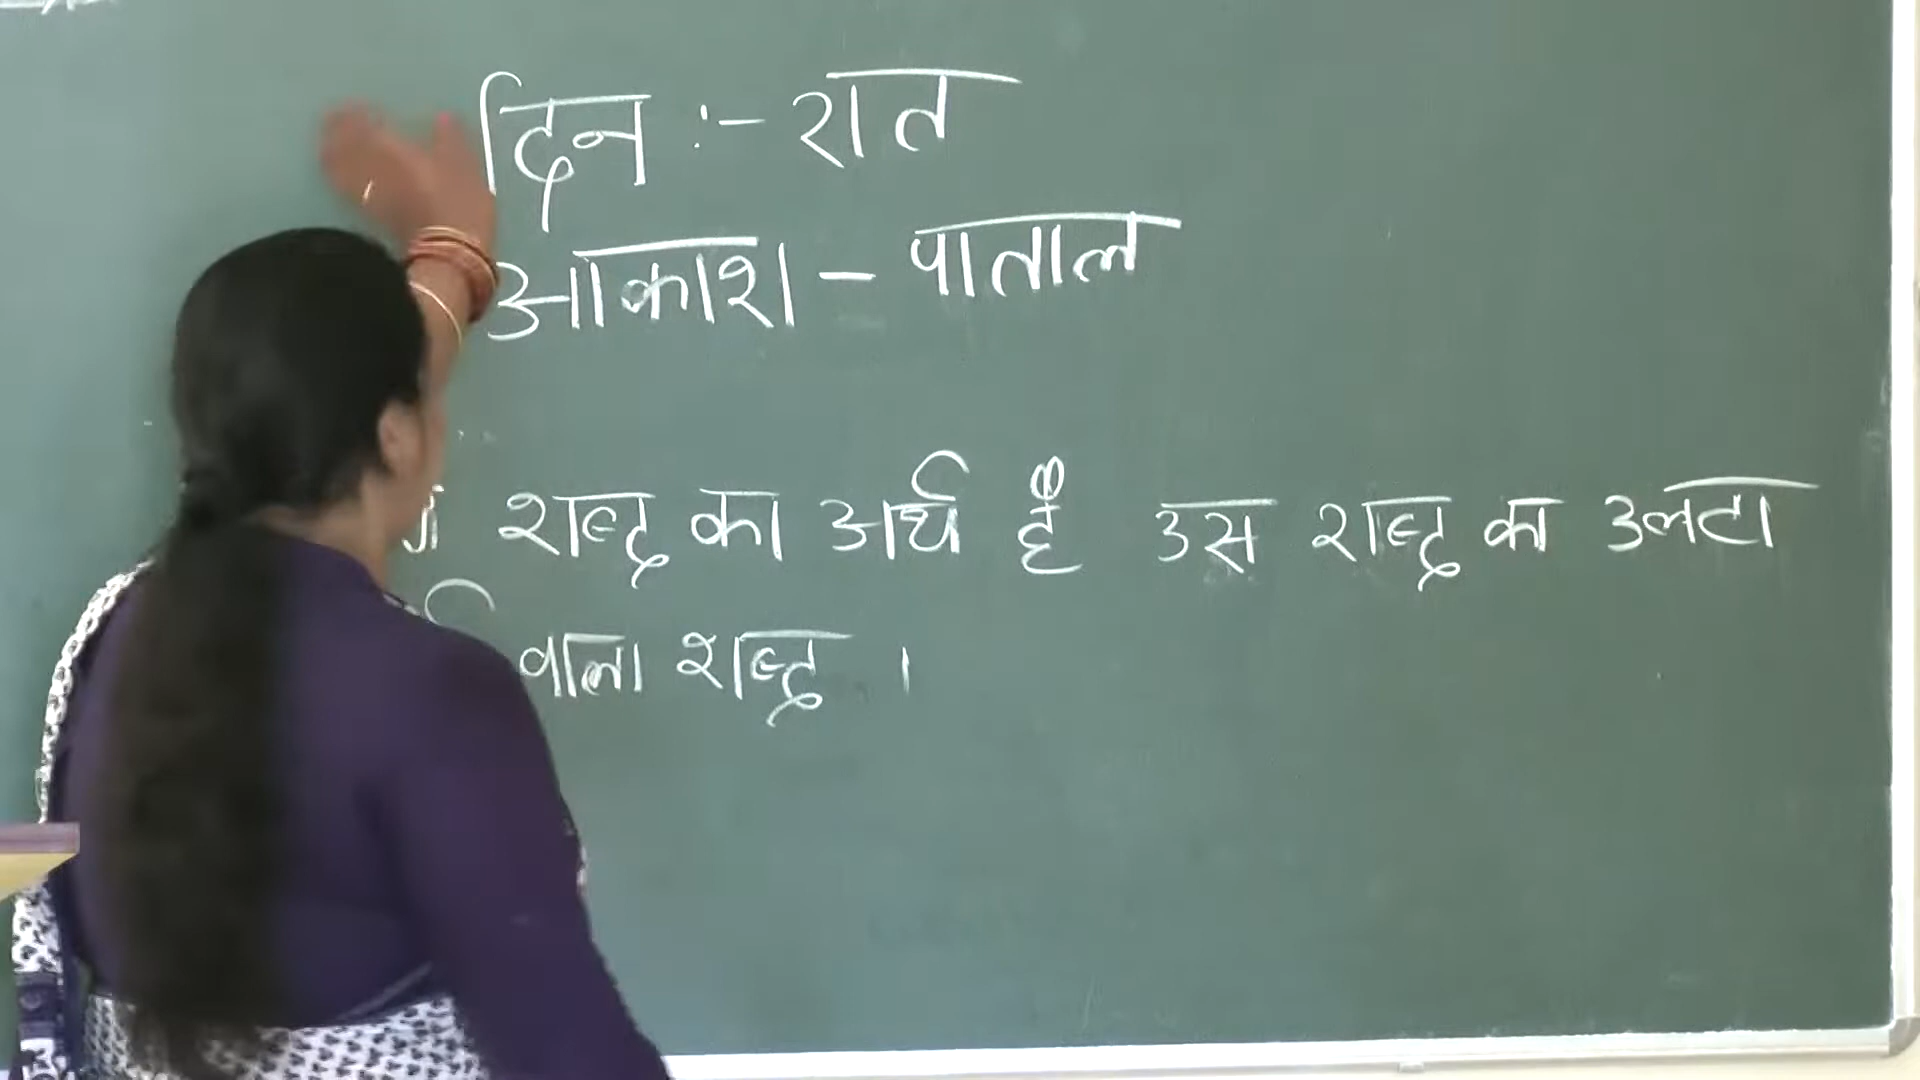 दिन :- रात
आकाश - पाताल
शब्द का अर्थ है उस शब्द का उलटा
वाला शब्द ।